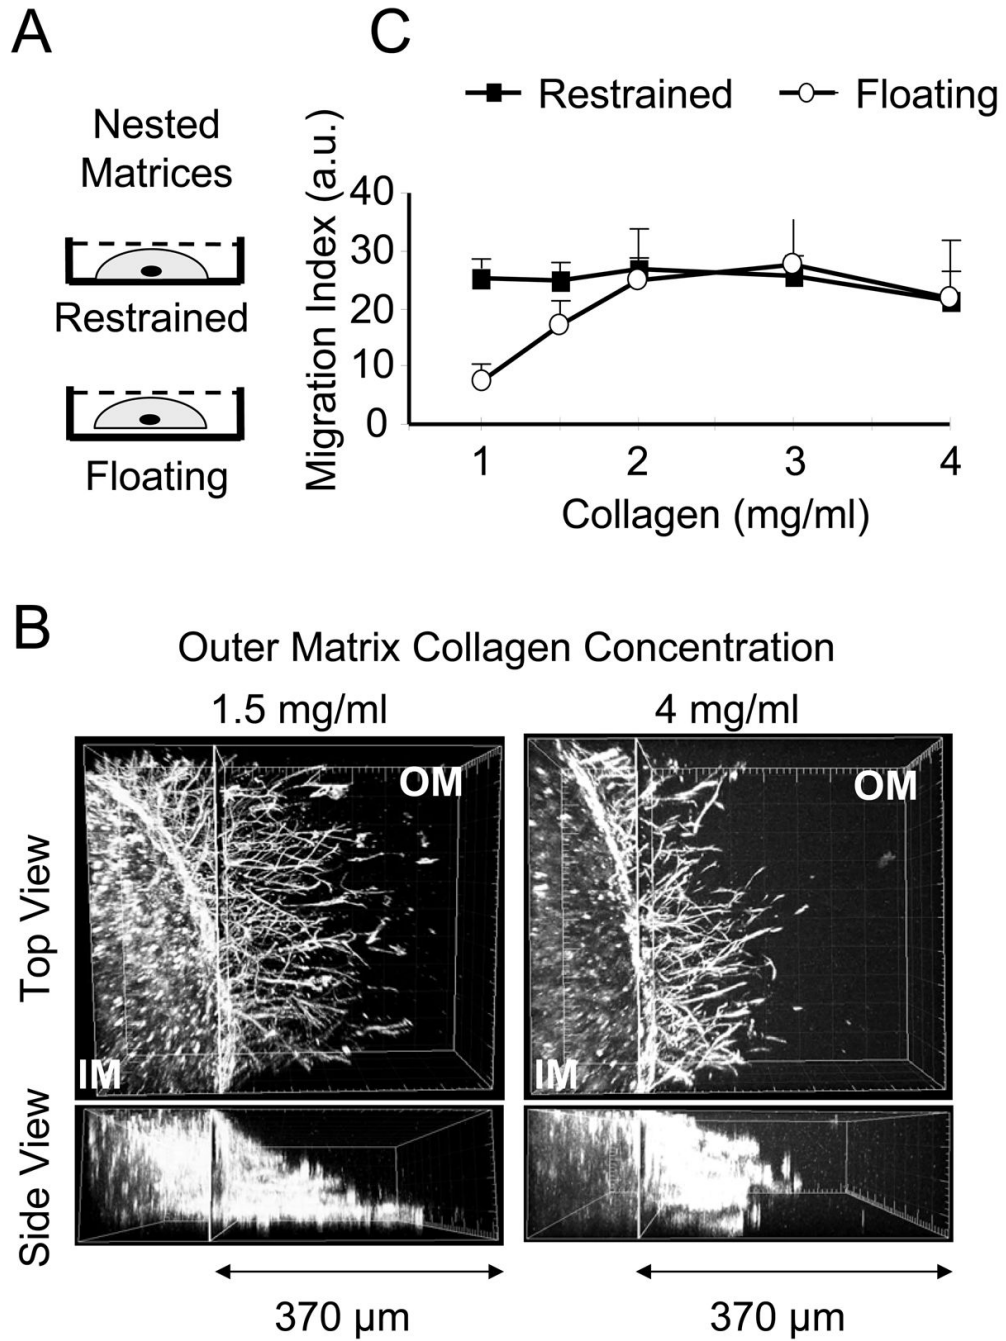 A
Nested
Matrices
Restrained
Floating
C
Restrained
Floating
Migration Index (a.u.)
40
30
20
10
0
1
2
3
4
Collagen (mg/ml)
B
Outer Matrix Collagen Concentration
1.5 mg/ml
4 mg/ml
Top View
OM
IM
OM
IM
Side View
370 µm
370 µm